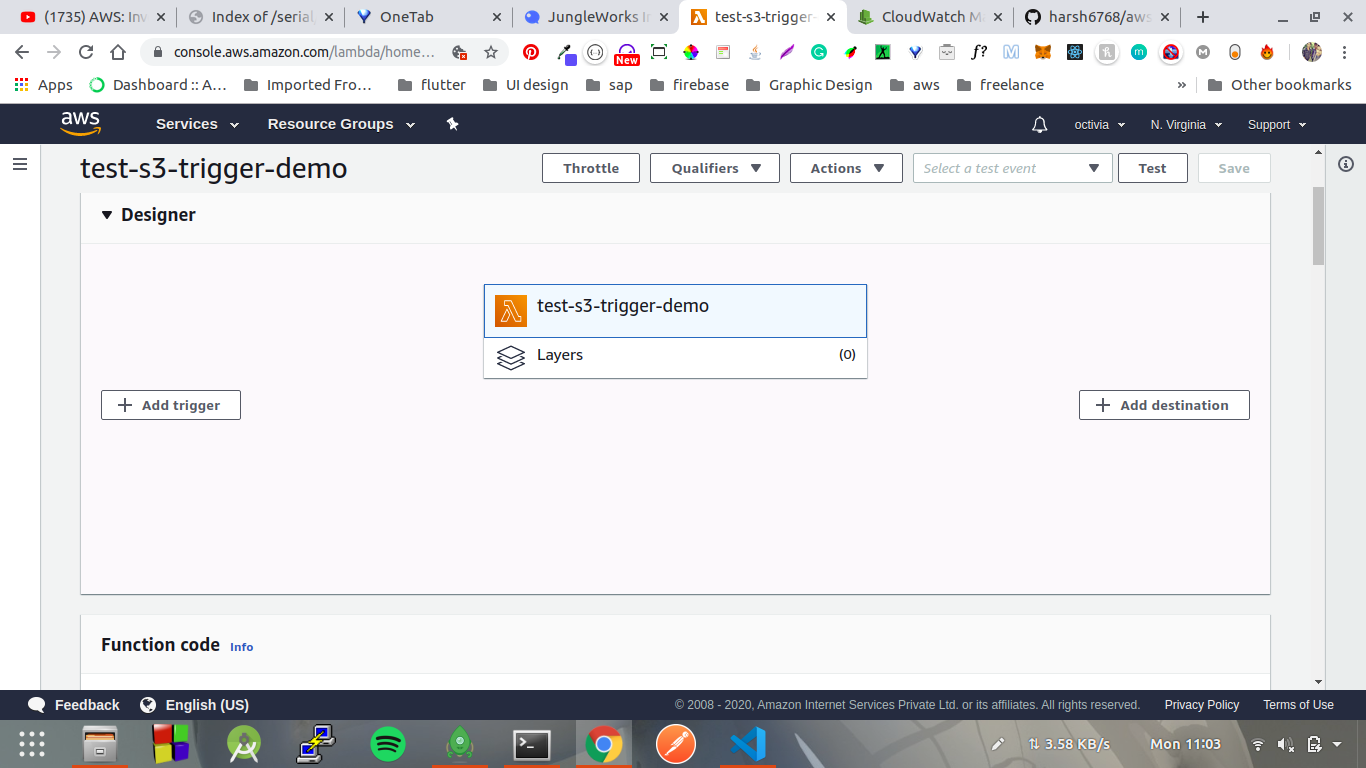 (1735) AWS: Inv
Index of /serial
OneTab
JungleWorks In
test-s3-trigger-
CloudWatch Ma
harsh6768/aws
console.aws.amazon.com/lambda/home…
New
f?
Apps
Dashboard :: A…
Imported Fro…
flutter
UI design
sap
firebase
Graphic Design
aws
freelance
»
Other bookmarks
aws
Services
Resource Groups
octivia
N. Virginia
Support
test-s3-trigger-demo
Throttle
Qualifiers
Actions
Select a test event
Test
Save
Designer
test-s3-trigger-demo
Layers
(0)
Add trigger
Add destination
Function code Info
Feedback
English (US)
© 2008 - 2020, Amazon Internet Services Private Ltd. or its affiliates. All rights reserved.
Privacy Policy
Terms of Use
3.58 KB/s
Mon 11:03